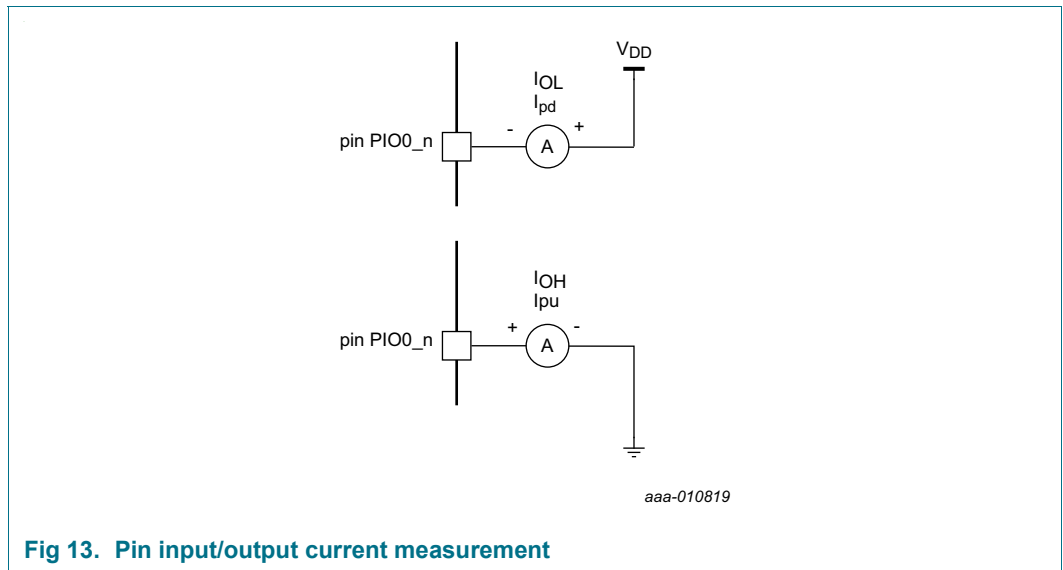 VDD
IOL
Ipd
- +
A
pin PIO0_n
IOH
Ipu
+ -
A
pin PIO0_n
aaa-010819
Fig 13. Pin input/output current measurement